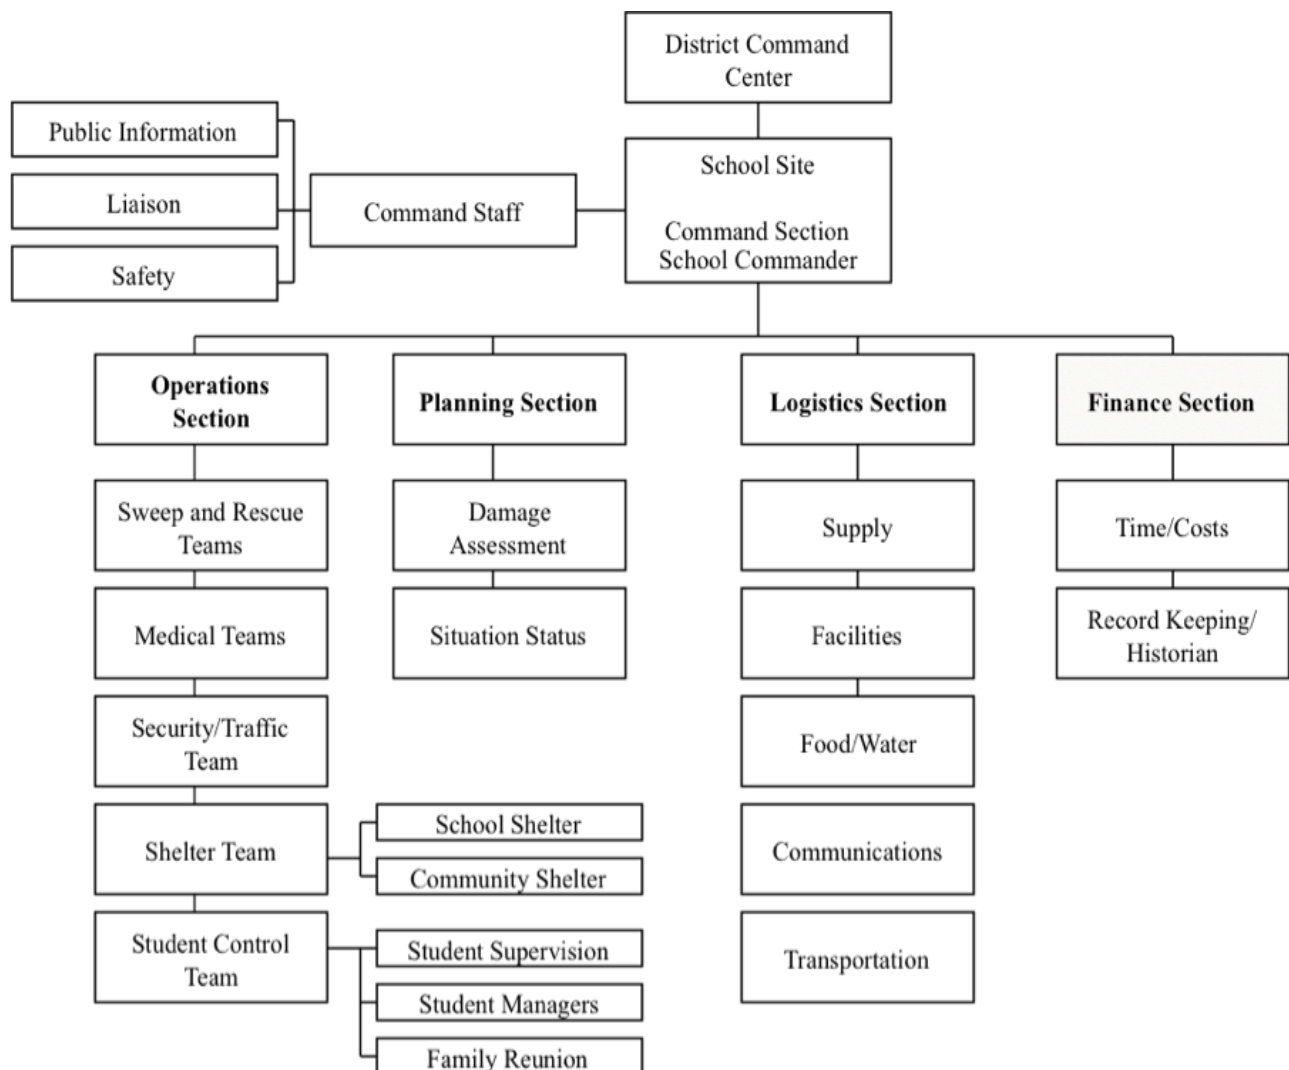 District Command
Center
Public Information
Liaison
Safety
Command Staff
School Site
Command Section
School Commander
Operations
Section
Planning Section
Logistics Section
Finance Section
Sweep and Rescue
Teams
Damage
Assessment
Supply
Time/Costs
Medical Teams
Situation Status
Facilities
Record Keeping/
Historian
Security/Traffic
Team
Food/Water
Shelter Team
School Shelter
Community Shelter
Communications
Student Control
Team
Student Supervision
Student Managers
Family Reunion
Transportation